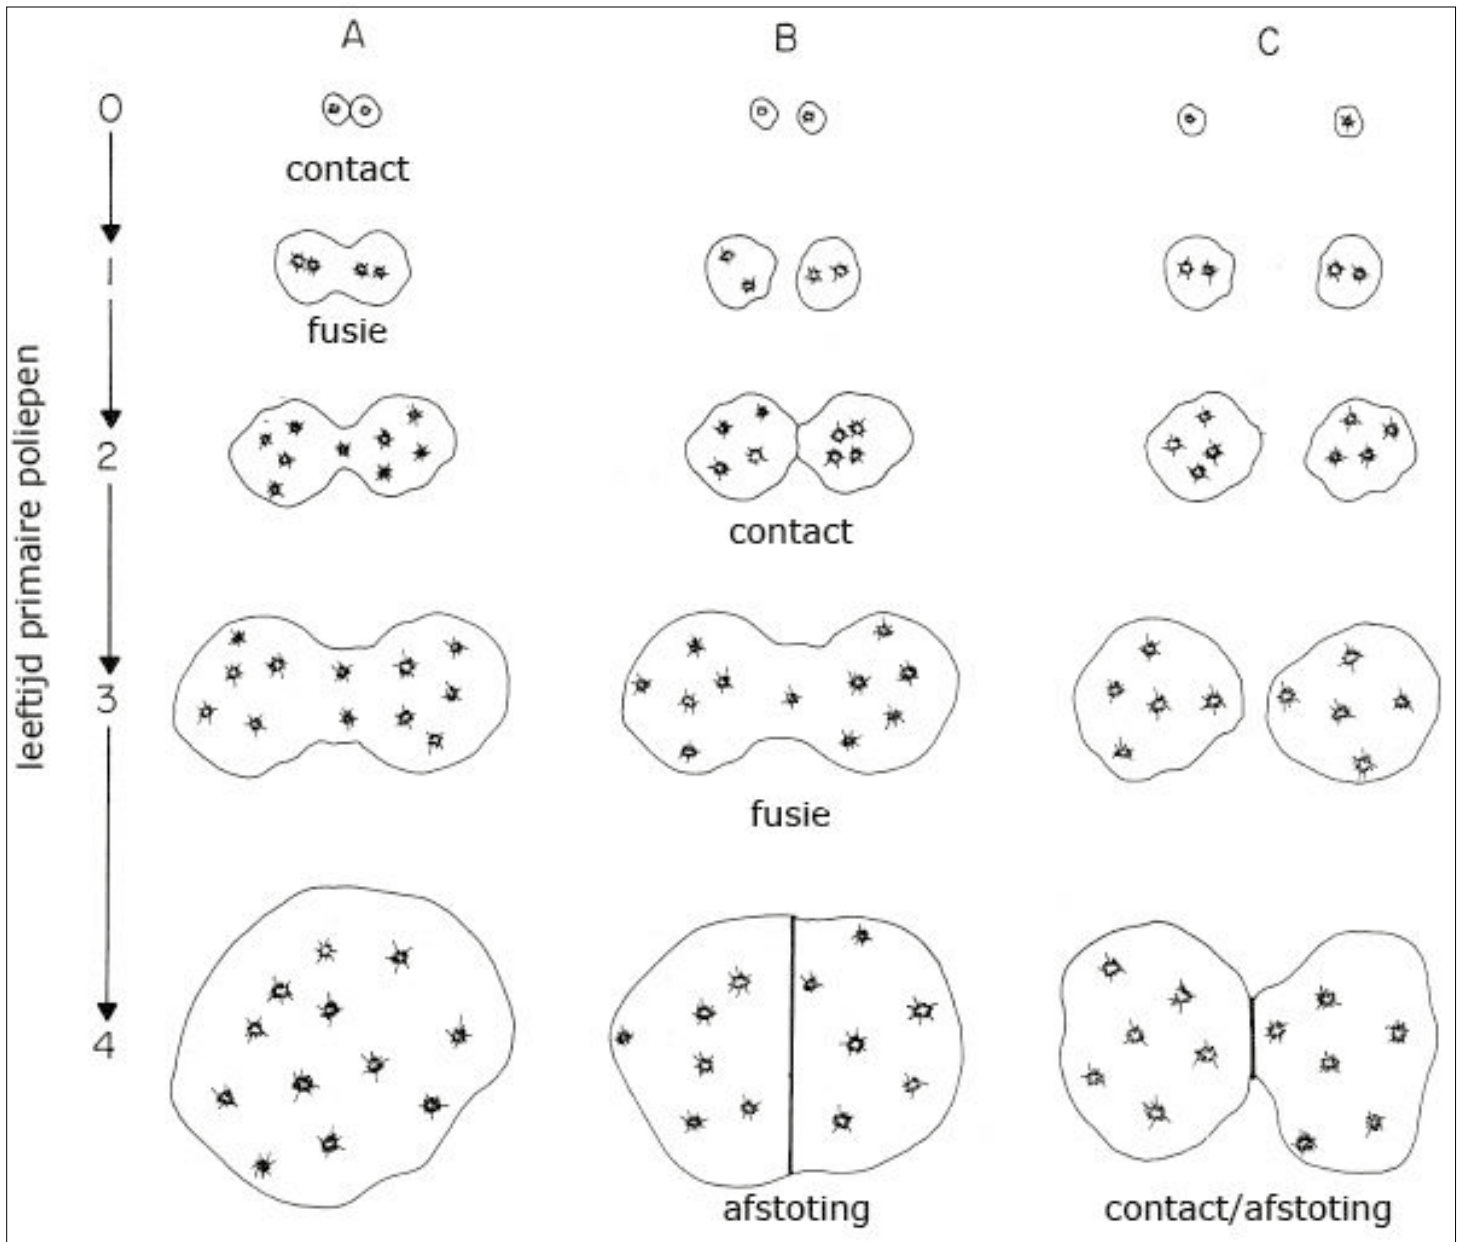 A B C
0
contact
1
fusie
2
contact
3
fusie
4
afstoting contact/afstoting
leeftijd primaire poliepen